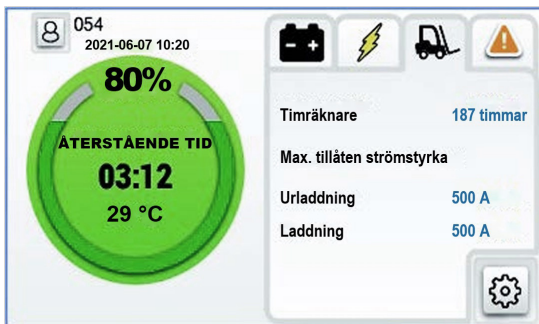 054
2021-06-07 10:20
80%
ÅTERSTÅENDE TID
03:12
29 °C
Timräknare 187 timmar
Max. tillåten strömstyrka
Urladdning 500 A
Laddning 500 A